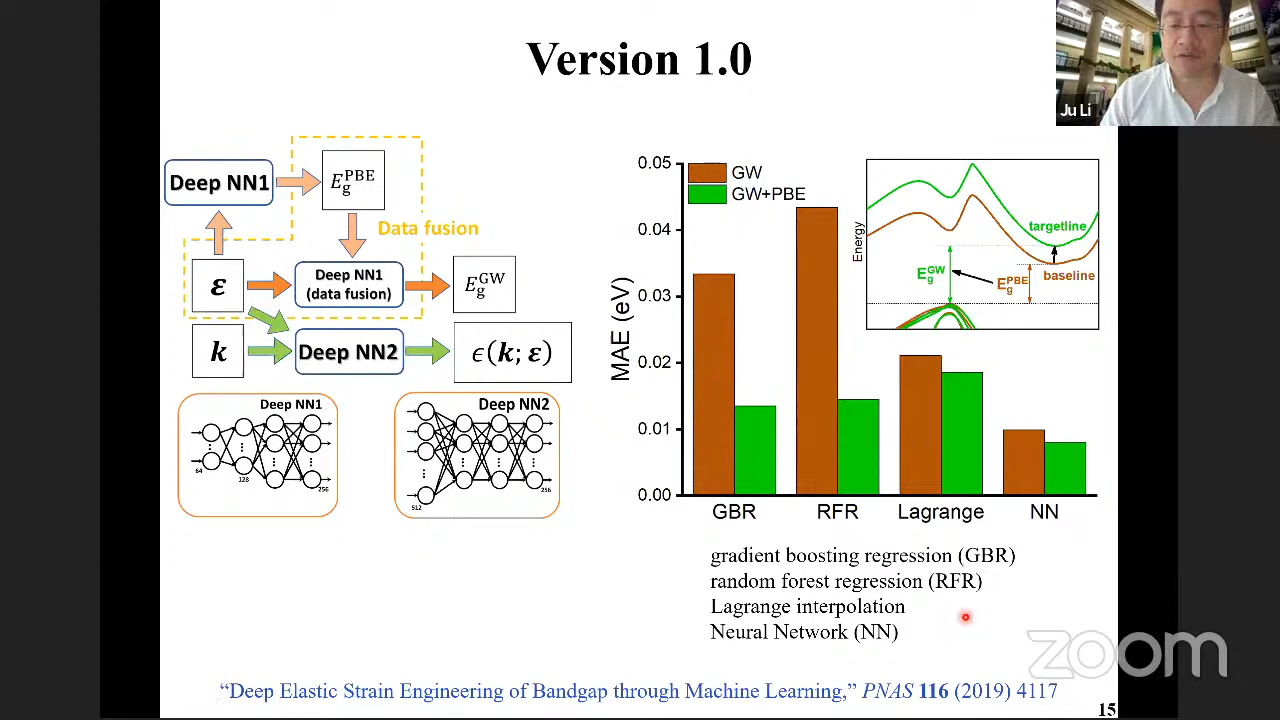 Version 1.0
Ju Li
Deep NN1
E_g^PBE
Data fusion
ε
Deep NN1
(data fusion)
E_g^GW
k
Deep NN2
ϵ(k; ε)
Deep NN1
64
128
256
Deep NN2
512
256
MAE (eV)
0.05
0.04
0.03
0.02
0.01
0.00
GW
GW+PBE
GBR
RFR
Lagrange
NN
Energy
targetline
baseline
E_g^GW
E_g^PBE
gradient boosting regression (GBR)
random forest regression (RFR)
Lagrange interpolation
Neural Network (NN)
zoom
“Deep Elastic Strain Engineering of Bandgap through Machine Learning,” PNAS 116 (2019) 4117
15